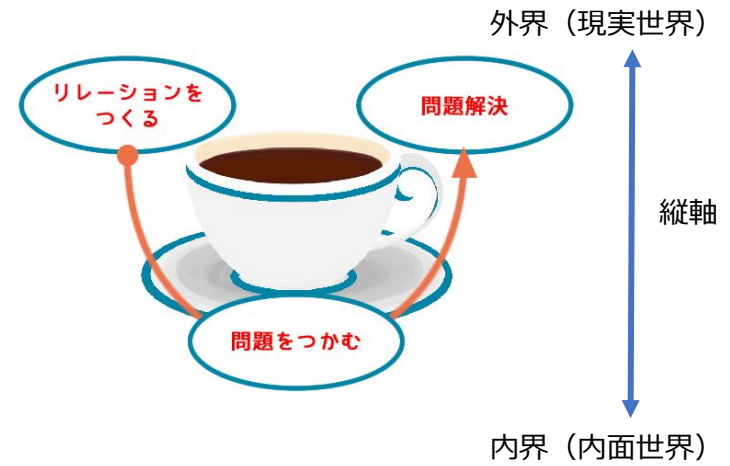 外界（現実世界）
リレーションを
つくる
問題解決
縦軸
問題をつかむ
内界（内面世界）